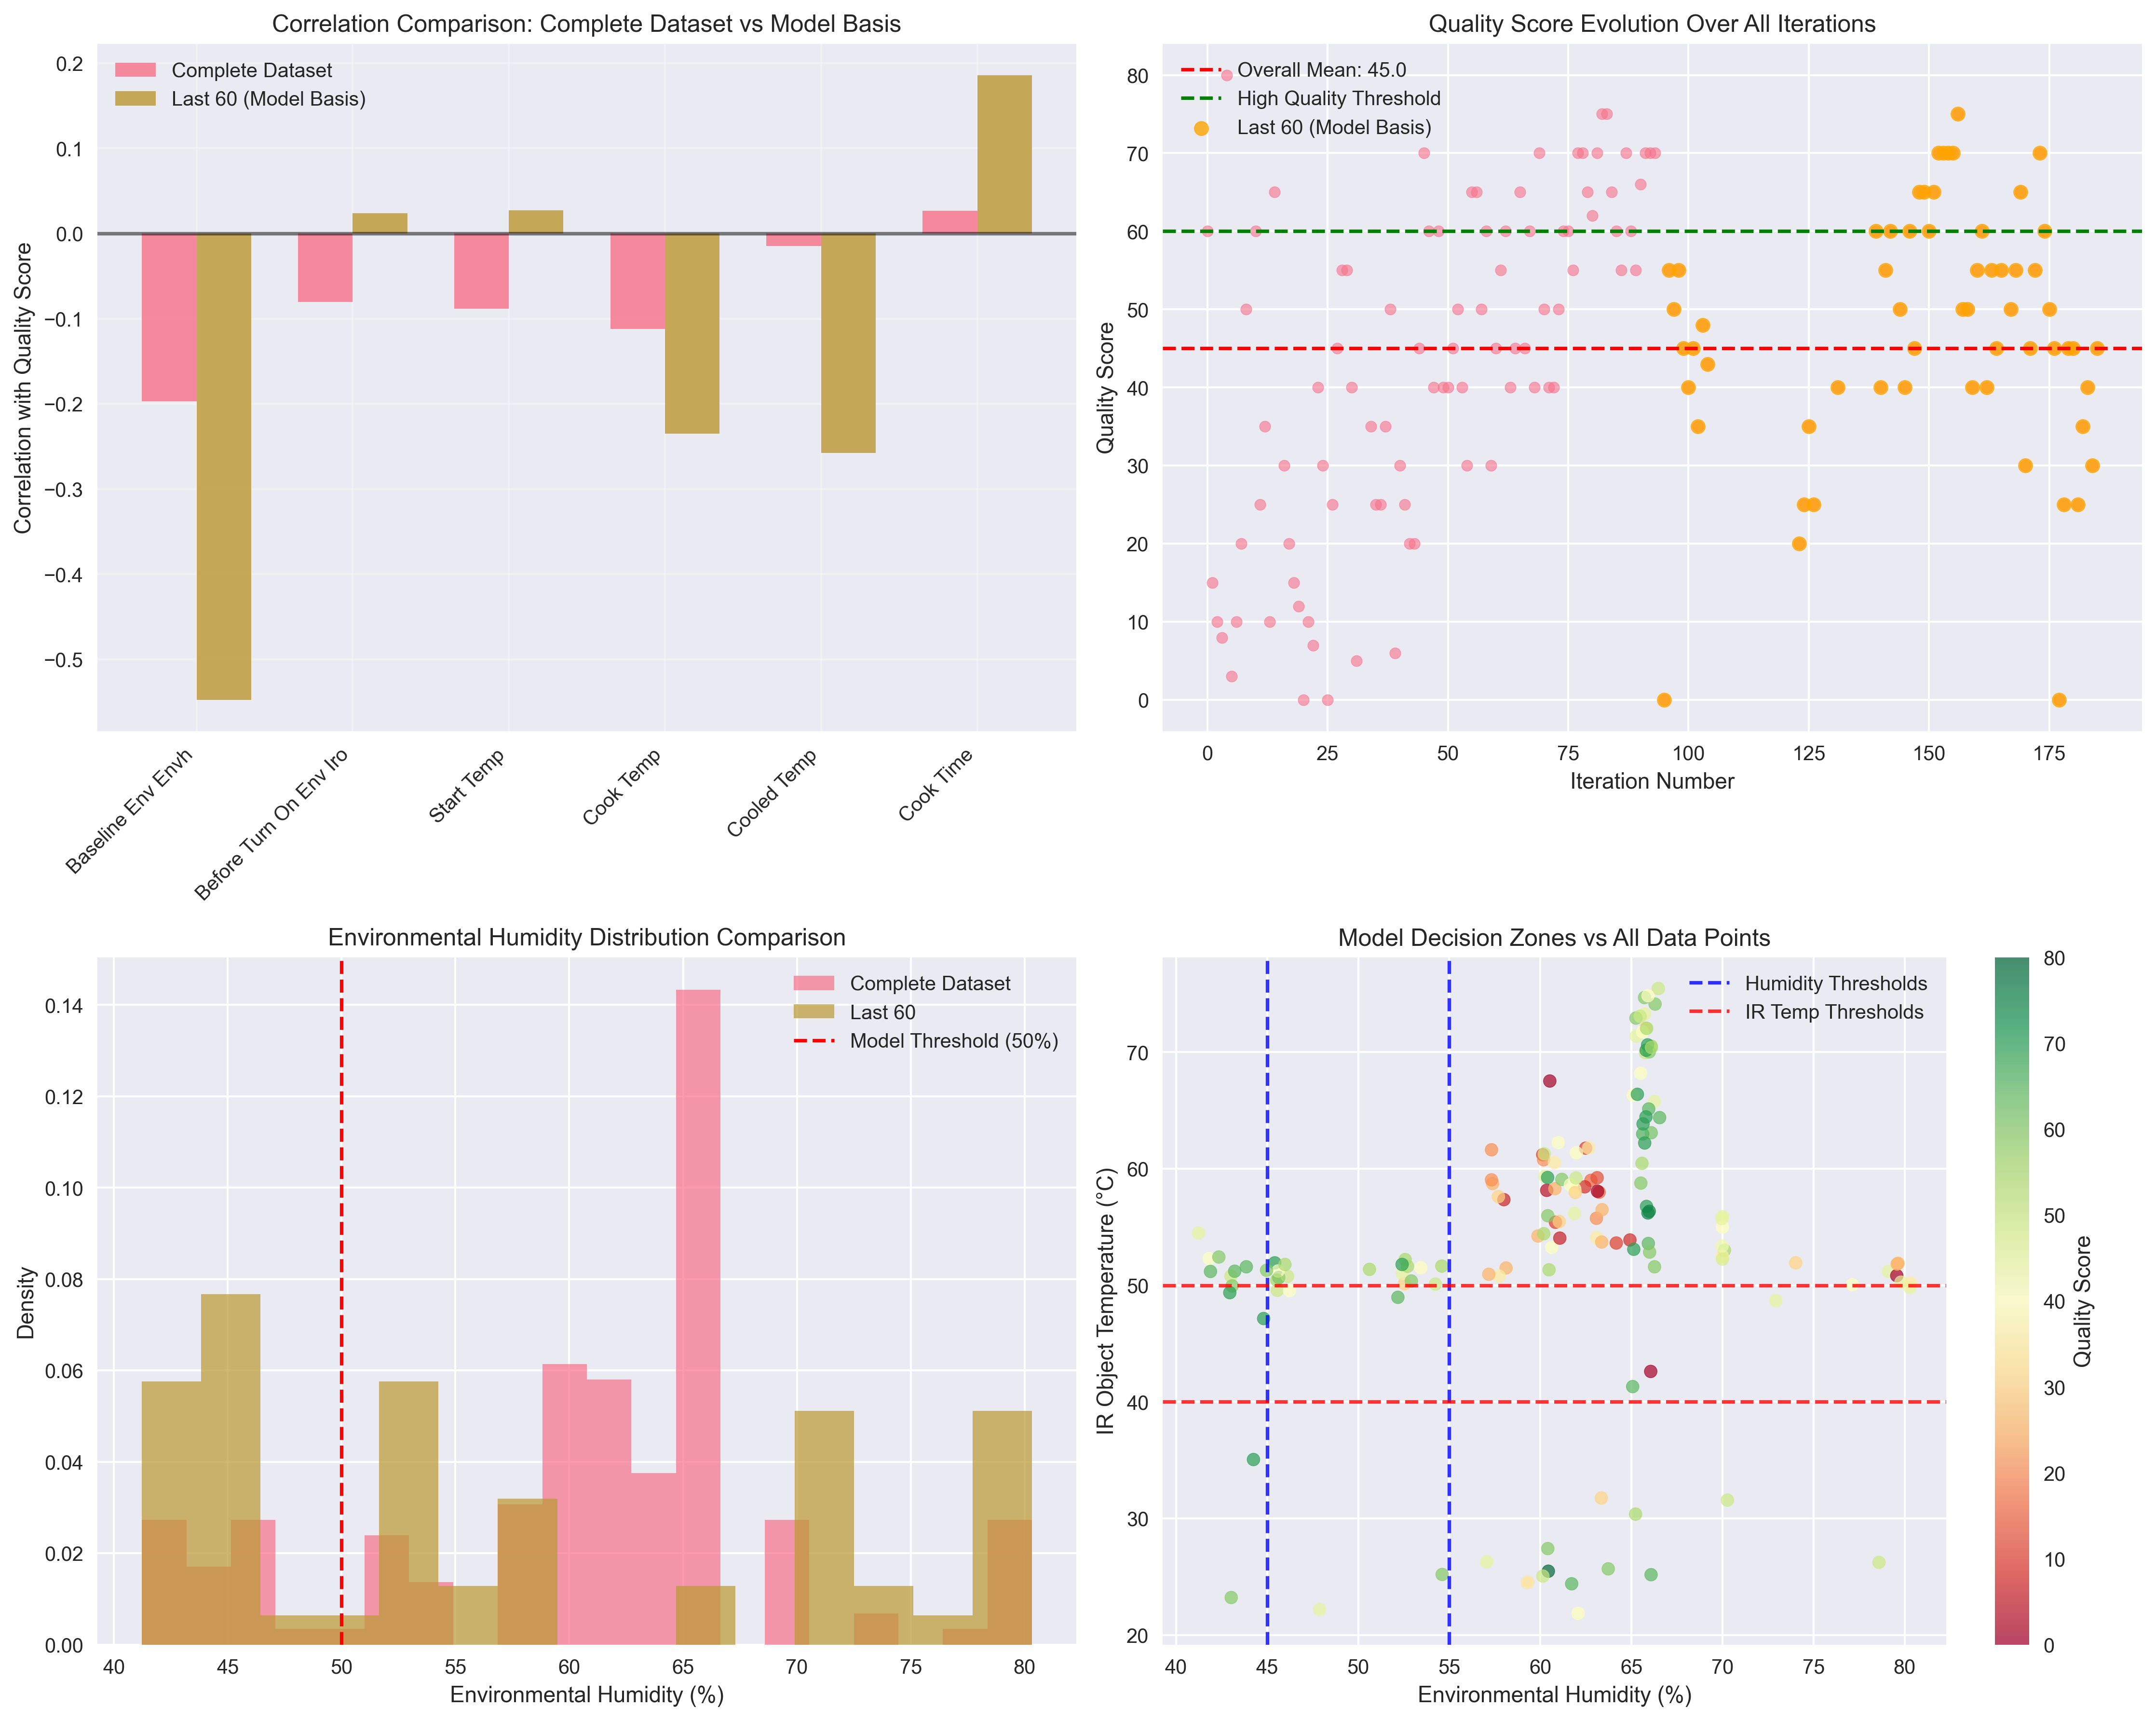 Correlation Comparison: Complete Dataset vs Model Basis
Complete Dataset
Last 60 (Model Basis)
0.2
0.1
0.0
−0.1
−0.2
−0.3
−0.4
−0.5
Correlation with Quality Score
Baseline Env Envh
Before Turn On Env Iro
Start Temp
Cook Temp
Cooled Temp
Cook Time
Quality Score Evolution Over All Iterations
Overall Mean: 45.0
High Quality Threshold
Last 60 (Model Basis)
80
70
60
50
40
30
20
10
0
Quality Score
0
25
50
75
100
125
150
175
Iteration Number
Environmental Humidity Distribution Comparison
Complete Dataset
Last 60
Model Threshold (50%)
0.14
0.12
0.10
0.08
0.06
0.04
0.02
0.00
Density
40
45
50
55
60
65
70
75
80
Environmental Humidity (%)
Model Decision Zones vs All Data Points
Humidity Thresholds
IR Temp Thresholds
70
60
50
40
30
20
IR Object Temperature (°C)
40
45
50
55
60
65
70
75
80
Environmental Humidity (%)
80
70
60
50
40
30
20
10
0
Quality Score